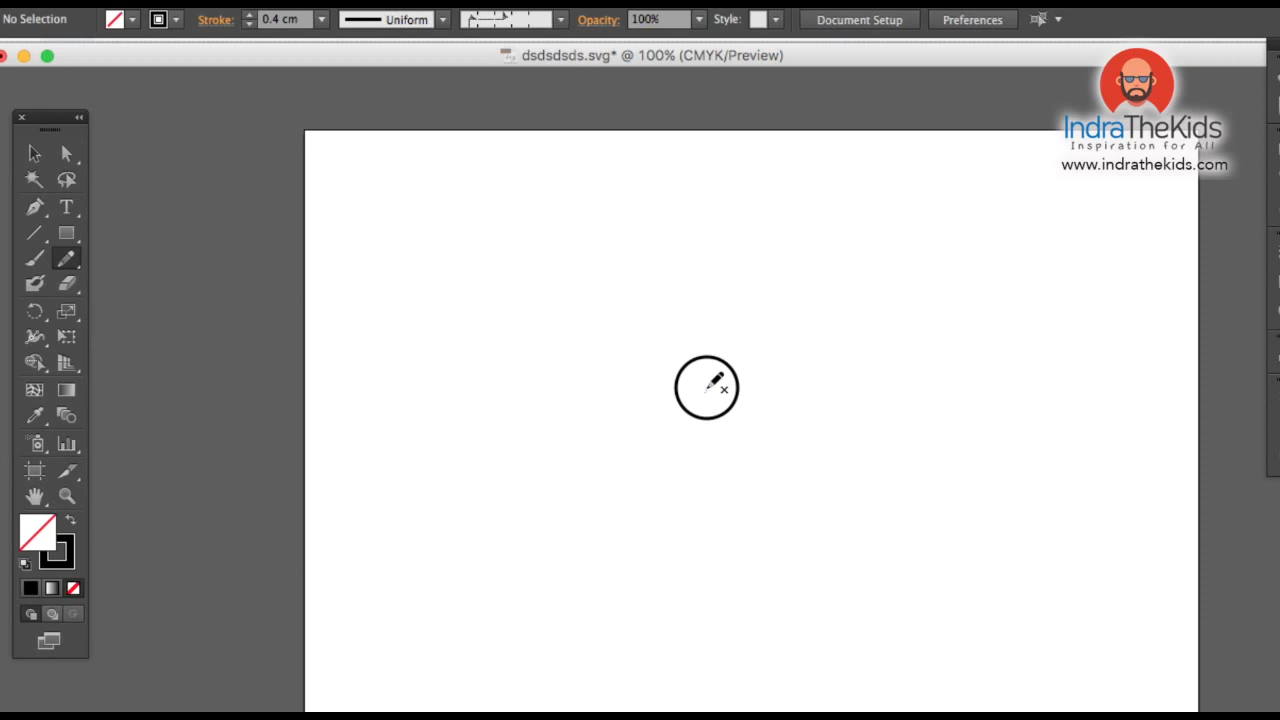 No Selection Stroke: 0.4 cm Uniform Opacity: 100% Style: Document Setup Preferences
dsdsdsds.svg* @ 100% (CMYK/Preview)
IndraTheKids
Inspiration for All
www.indrathekids.com
T